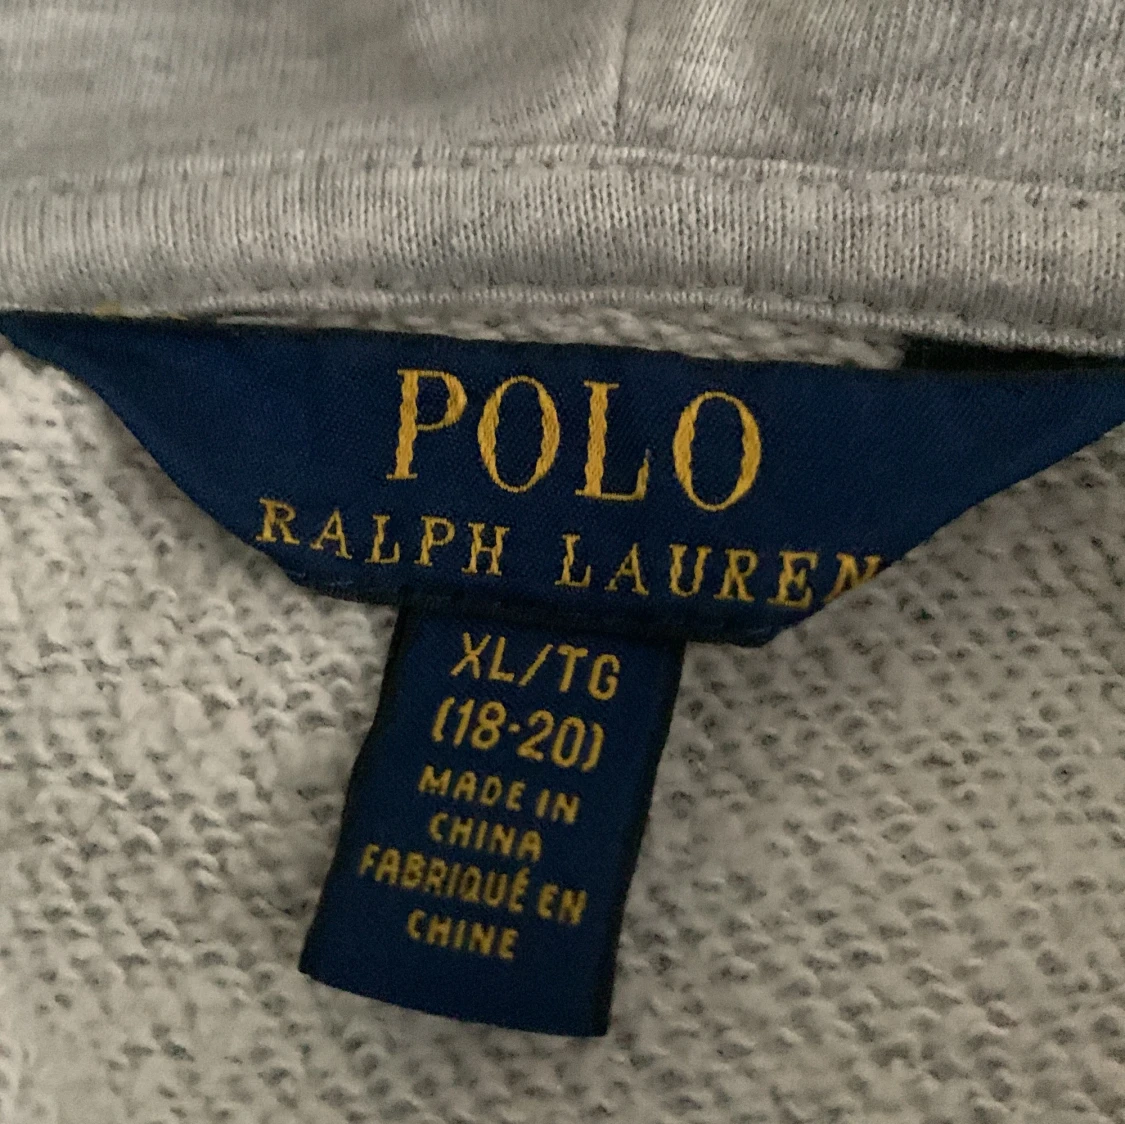 POLO
RALPH LAUREN
XL/TG
(18-20)
MADE IN
CHINA
FABRIQUÉ EN
CHINE